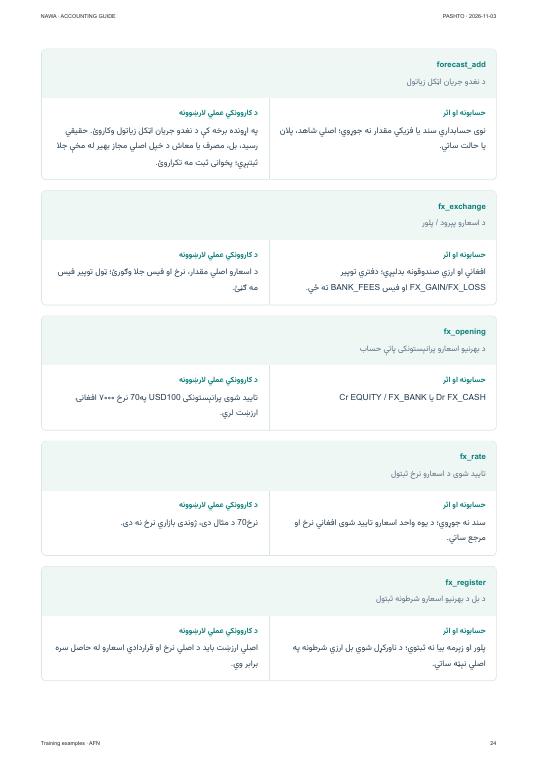 NAWA · ACCOUNTING GUIDE
PASHTO · 2026-11-03
forecast_add
د نغدو جریان اټکل زیاتول
حسابونه او اثر
نوی حسابداري سند یا فزیکي مقدار نه جوړوي؛ اصلي شاهد، پلان
یا حالت ساتي.
د کاروونکي عملي لارښوونه
په اړونده برخه کې د نغدو جریان اټکل زیاتول وکاروئ. حقیقي
رسید، بل، مصرف یا معاش د خپل اصلي مجاز بهیر له مخې جلا
ثبتېږي؛ پخوانی ثبت مه تکراروئ.
fx_exchange
د اسعارو پېرود / پلور
حسابونه او اثر
افغاني او ارزي صندوقونه بدلېږي؛ دفتري توپیر
FX_GAIN/FX_LOSS او فیس BANK_FEES ته ځي.
د کاروونکي عملي لارښوونه
د اسعارو اصلي مقدار، نرخ او فیس جلا وګورئ؛ ټول توپیر فیس
مه ګڼئ.
fx_opening
د بهرنیو اسعارو پرانیستونکی پاتې حساب
حسابونه او اثر
Dr FX_CASH یا Cr EQUITY / FX_BANK
د کاروونکي عملي لارښوونه
تایید شوی پرانیستونکی USD100 په70 نرخ ۷۰۰۰ افغانۍ
ارزښت لري.
fx_rate
تایید شوی د اسعارو نرخ ثبتول
حسابونه او اثر
سند نه جوړوي؛ د یوه واحد اسعارو تایید شوی افغاني نرخ او
مرجع ساتي.
د کاروونکي عملي لارښوونه
نرخ70 د مثال دی، ژوندی بازاري نرخ نه دی.
fx_register
د بل د بهرنیو اسعارو شرطونه ثبتول
حسابونه او اثر
پلور او زېرمه بیا نه ثبتوي؛ د ناورکړل شوي بل ارزي شرطونه په
اصلي نېټه ساتي.
د کاروونکي عملي لارښوونه
اصلي ارزښت باید د اصلي نرخ او قراردادي اسعارو له حاصل سره
برابر وي.
Training examples · AFN
24